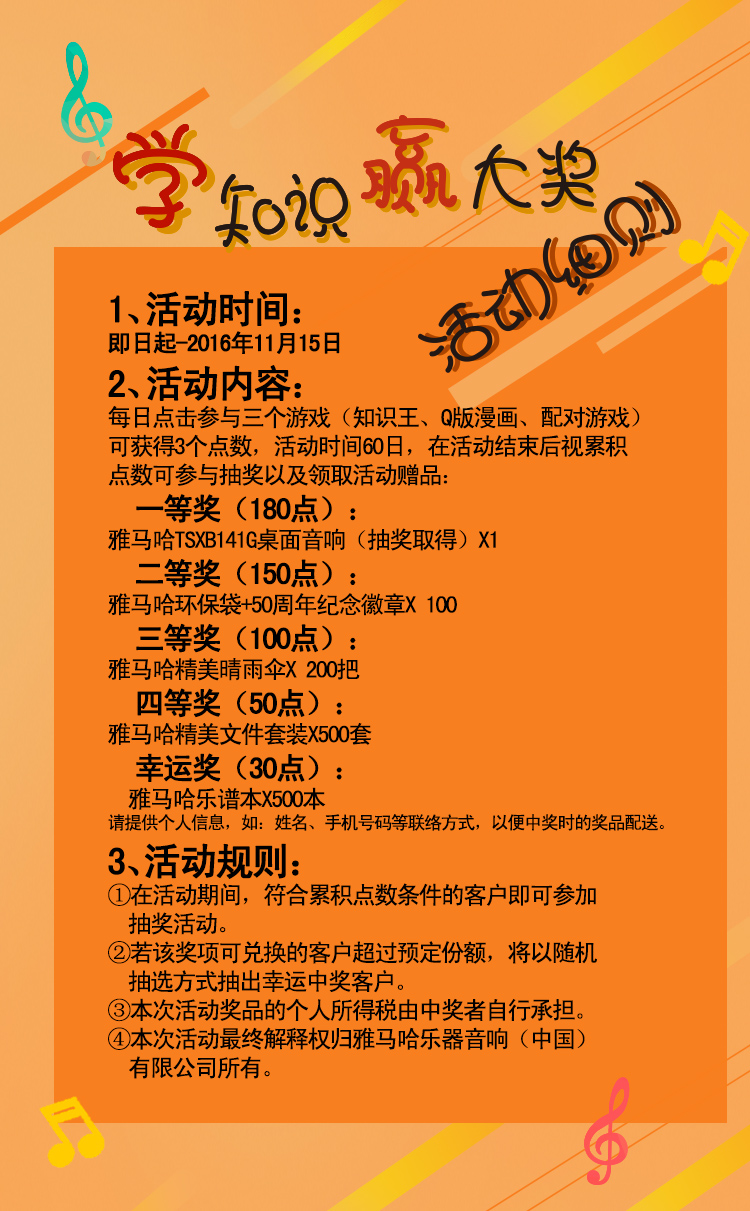 学知识赢大奖
活动细则
1、活动时间：
即日起-2016年11月15日
2、活动内容：
每日点击参与三个游戏（知识王、Q版漫画、配对游戏）
可获得3个点数，活动时间60日，在活动结束后视累积
点数可参与抽奖以及领取活动赠品：
一等奖（180点）：
雅马哈TSXB141G桌面音响（抽奖取得）X1
二等奖（150点）：
雅马哈环保袋+50周年纪念徽章X 100
三等奖（100点）：
雅马哈精美晴雨伞X 200把
四等奖（50点）：
雅马哈精美文件套装X500套
幸运奖（30点）：
雅马哈乐谱本X500本
请提供个人信息，如：姓名、手机号码等联络方式，以便中奖时的奖品配送。
3、活动规则：
①在活动期间，符合累积点数条件的客户即可参加
抽奖活动。
②若该奖项可兑换的客户超过预定份额，将以随机
抽选方式抽出幸运中奖客户。
③本次活动奖品的个人所得税由中奖者自行承担。
④本次活动最终解释权归雅马哈乐器音响（中国）
有限公司所有。